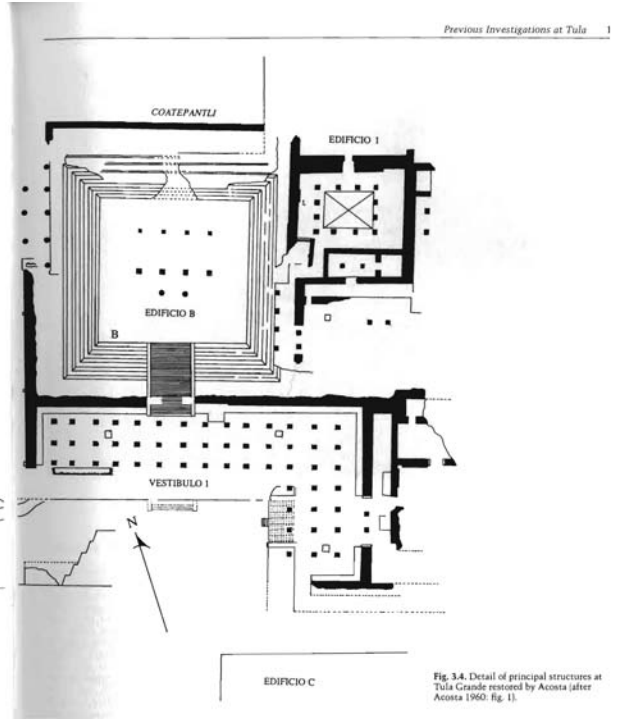 Previous Investigations at Tula 1
COATEPANTLI
EDIFICIO 1
EDIFICIO B
B
VESTIBULO 1
N
EDIFICIO C
Fig. 3.4. Detail of principal structures at
Tula Grande restored by Acosta (after
Acosta 1960: fig. 1).